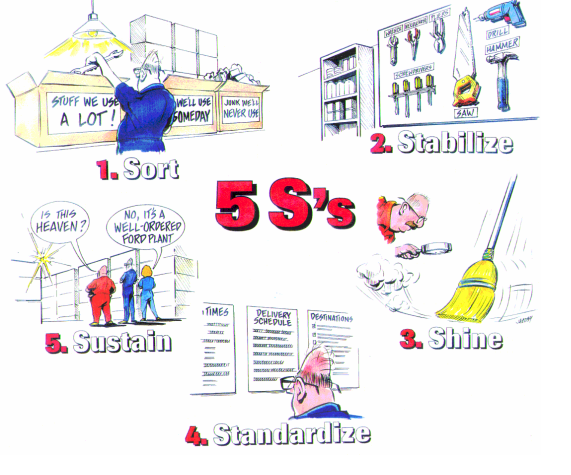 STUFF WE USE
A LOT!
WE'LL USE
SOMEDAY
JUNK WE'LL
NEVER USE
1. Sort
WRENCH
PLIERS
SCREWDRIVERS
SAW
DRILL
HAMMER
2. Stabilize
5 S's
IS THIS
HEAVEN?
NO, IT'S A
WELL-ORDERED
FORD PLANT
5. Sustain
3. Shine
TIMES
DELIVERY
SCHEDULE
DESTINATIONS
4. Standardize